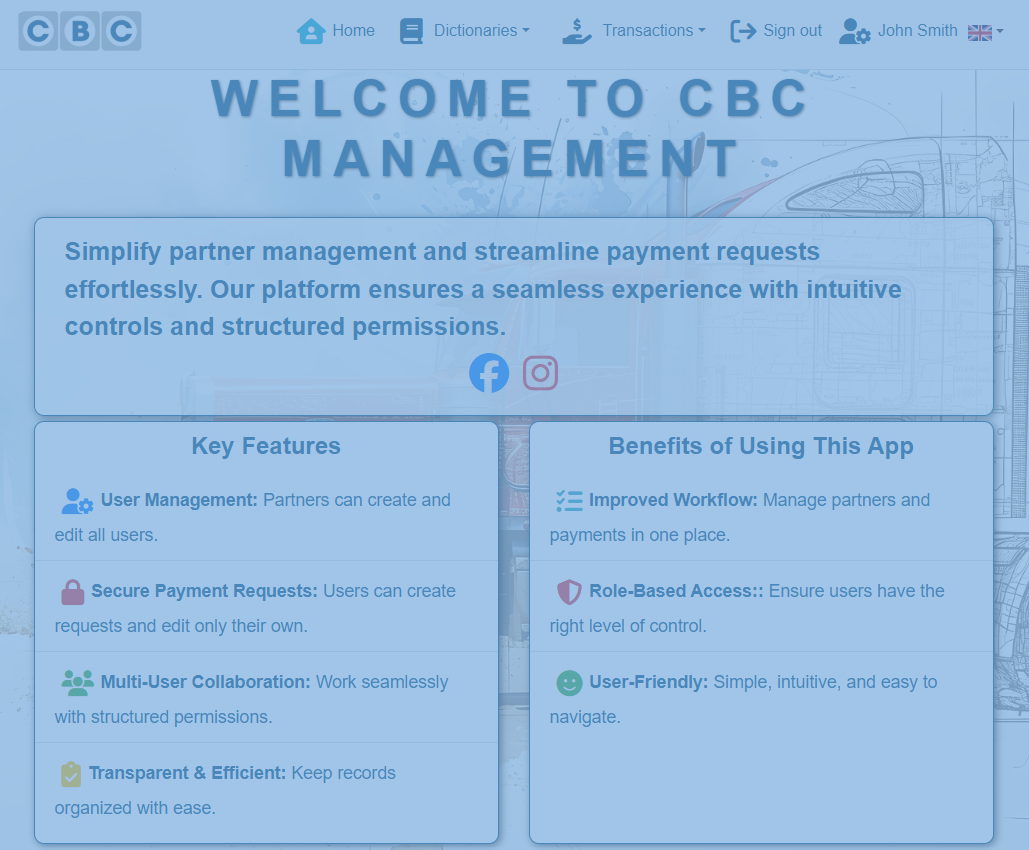 CBC Home Dictionaries Transactions Sign out John Smith
WELCOME TO CBC
MANAGEMENT
Simplify partner management and streamline payment requests
effortlessly. Our platform ensures a seamless experience with intuitive
controls and structured permissions.
Key Features
User Management: Partners can create and
edit all users.
Secure Payment Requests: Users can create
requests and edit only their own.
Multi-User Collaboration: Work seamlessly
with structured permissions.
Transparent & Efficient: Keep records
organized with ease.
Benefits of Using This App
Improved Workflow: Manage partners and
payments in one place.
Role-Based Access:: Ensure users have the
right level of control.
User-Friendly: Simple, intuitive, and easy to
navigate.